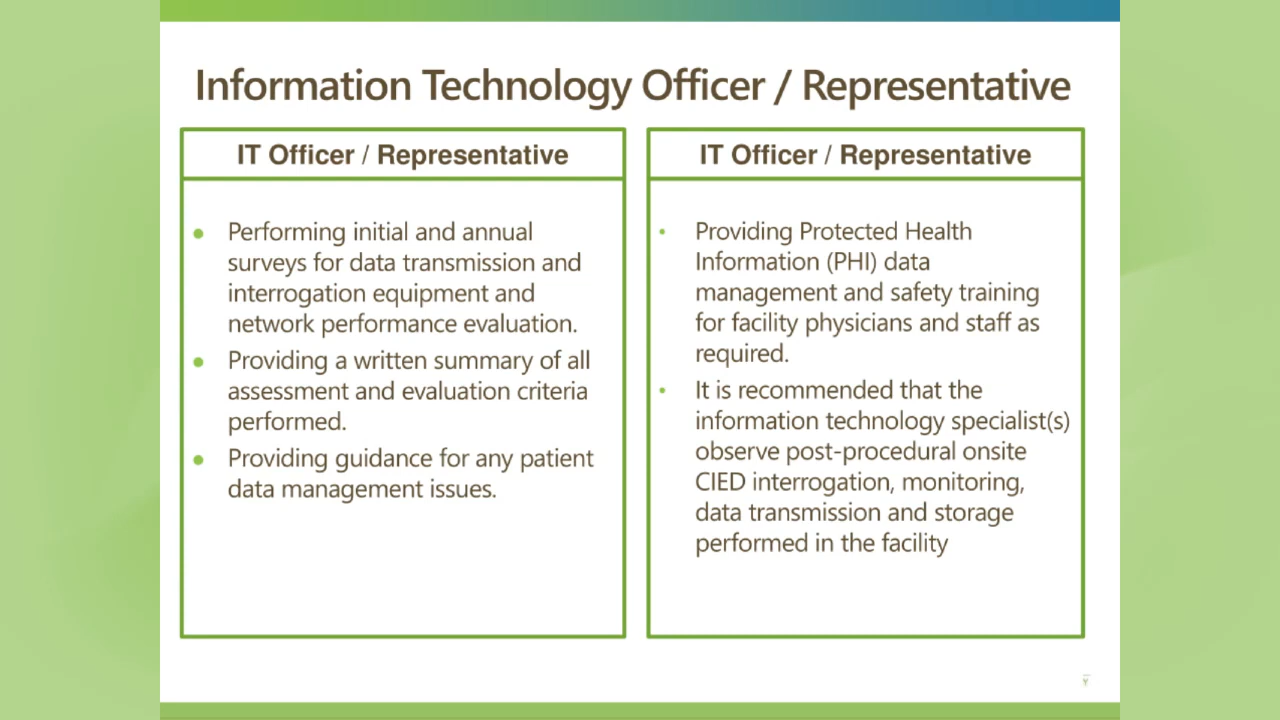 Information Technology Officer / Representative
IT Officer / Representative
Performing initial and annual
surveys for data transmission and
interrogation equipment and
network performance evaluation.
Providing a written summary of all
assessment and evaluation criteria
performed.
Providing guidance for any patient
data management issues.
IT Officer / Representative
Providing Protected Health
Information (PHI) data
management and safety training
for facility physicians and staff as
required.
It is recommended that the
information technology specialist(s)
observe post-procedural onsite
CIED interrogation, monitoring,
data transmission and storage
performed in the facility